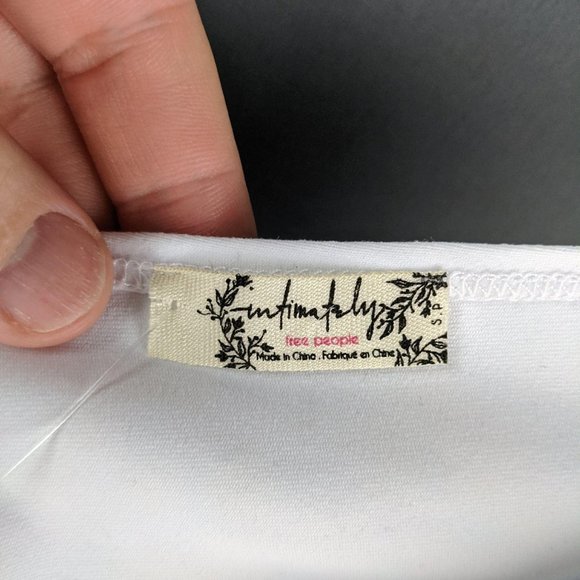 intimately
free people
Made in China . Fabriqué en Chine
S P